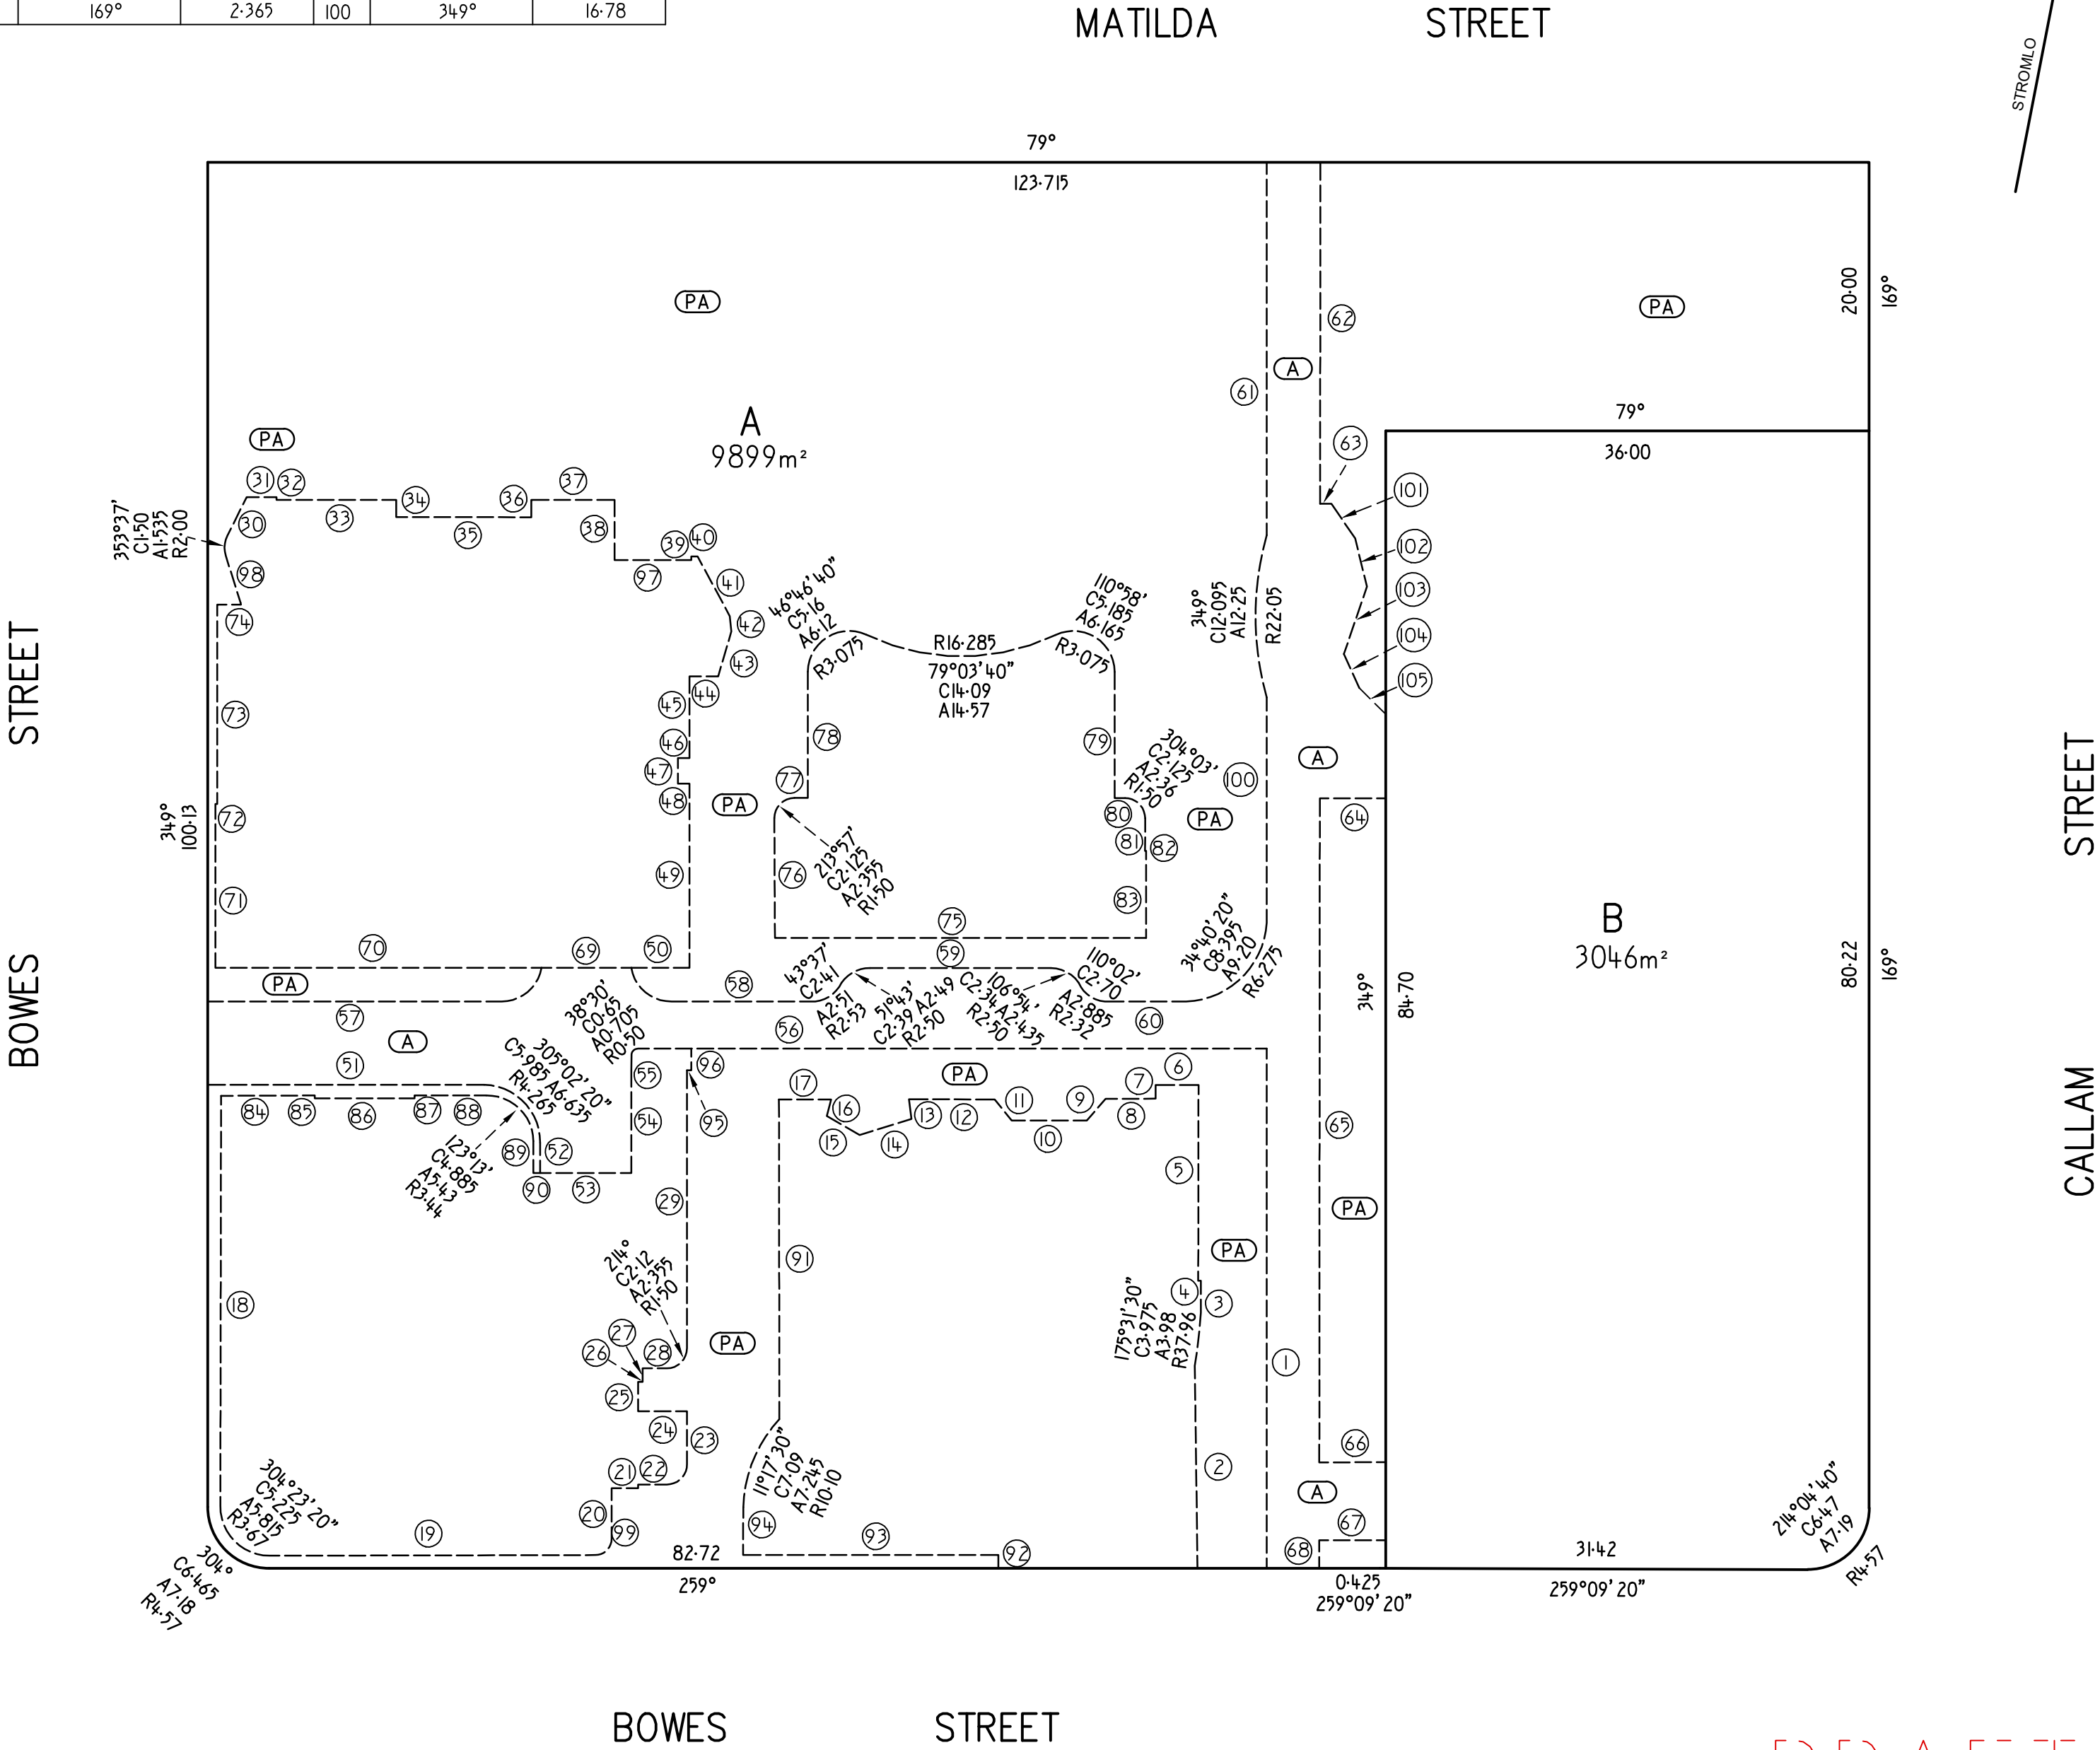 169° 2·365 100 349° 16·78
MATILDA STREET
STROMLO
79°
123·715
20·00
169°
PA
PA
62
A
61
79°
36·00
63
A
9899m²
PA
31 32
37
34 36
30 33 35 38
353°37'
C1·50
A1·535
R2·00
101
102
103
104
105
39 40
98 97 41
74 42
43
44
45
46
47
48
73
72
71
49
46°46'40"
C5·16
A6·12
R3·075
R16·285
79°03'40"
C14·09
A14·57
110°58'
C5·185
A6·165
R3·075
349°
C12·095
A12·25
R22·05
78
79
77
76
304°03'
C2·125
A2·36
R1·50
100
A
PA
PA
80
81 82
83
64
213°57'
C2·125
A2·355
R1·50
349°
100·13
BOWES STREET
CALLAM STREET
B
3046m²
80·22
169°
349°
84·70
75
59
70 69 50
PA
58
57
56
60
43°37'
C2·41
A2·51
R2·53
51°43'
C2·39 A2·49
R2·50
106°54'
C2·34 A2·435
R2·50
110°02'
C2·70
A2·885
R2·32
34°40'20"
C8·395
A9·20
R6·275
A
51
38°30'
C0·65
A0·705
R0·50
305°02'20"
C5·985 A6·635
R4·265
55
96
PA
6
17
7
84 85 86 87 88
16 13 12 11 9 8
15 14 10
54
95
65
123°13'
C4·885
A5·43
R3·44
89 52
90 53
5
29
PA
PA
91
18
214°
C2·12
A2·355
R1·50
4
3
175°31'30"
C3·975
A3·98
R37·96
PA
27
26 28
25
24 23
1
21 22
20
99
2
66
A
67
68
11°17'30"
C7·09
A7·245
R10·10
94
93
92
304°23'20"
C5·225
A5·815
R3·67
19
304°
C6·465
A7·18
R4·57
82·72
259°
0·425
259°09'20"
31·42
259°09'20"
214°04'40"
C6·47
A7·19
R4·57
BOWES STREET